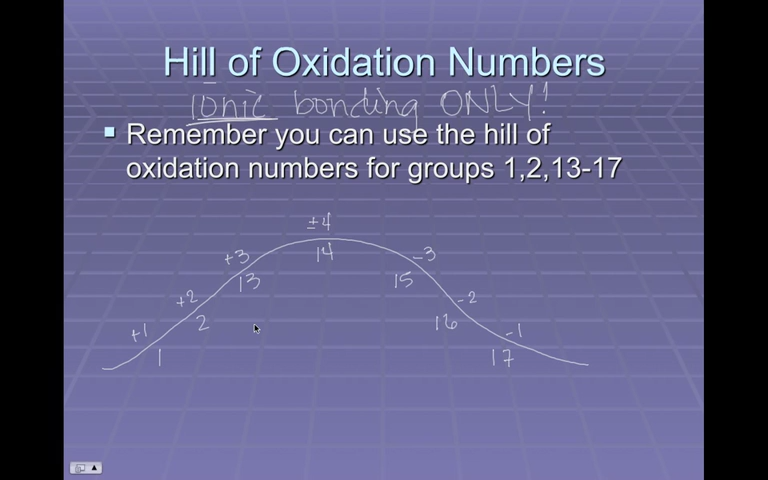 Hill of Oxidation Numbers
ionic bonding ONLY!
Remember you can use the hill of
oxidation numbers for groups 1,2,13-17
±4
+3 14 -3
13 15
+2 -2
2 16
+1 -1
1 17